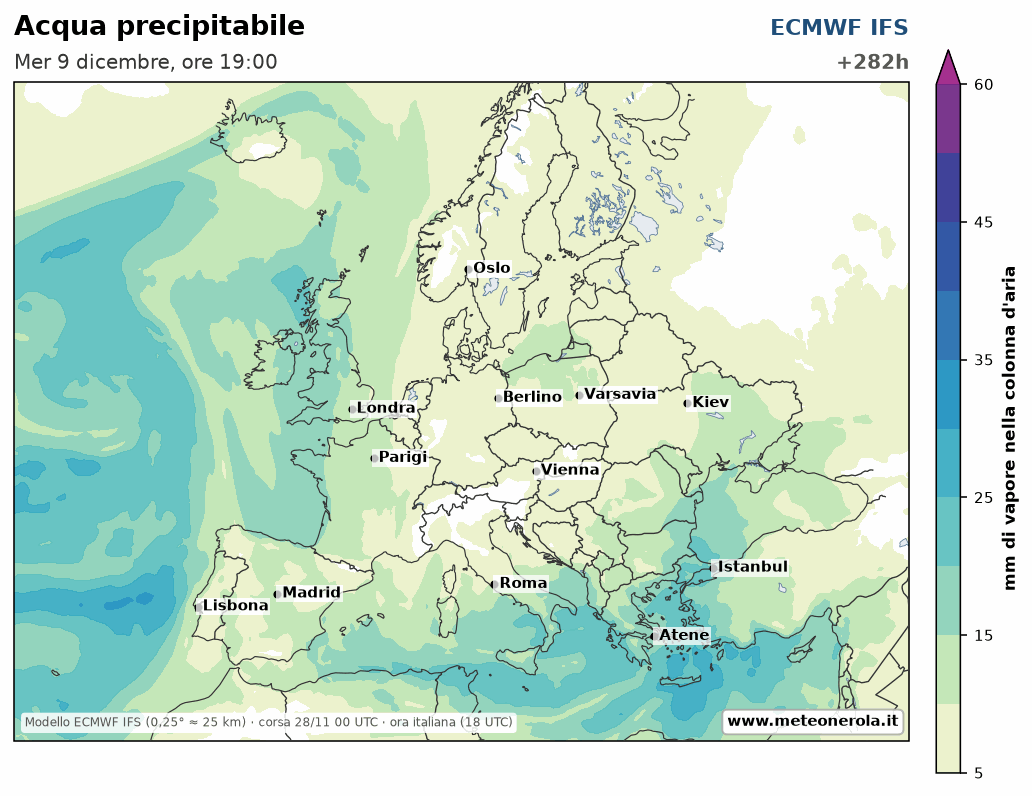 Acqua precipitabile
ECMWF IFS
Mer 9 dicembre, ore 19:00
+282h
60
45
35
25
15
5
mm di vapore nella colonna d'aria
Oslo
Berlino
Varsavia
Kiev
Londra
Parigi
Vienna
Istanbul
Roma
Madrid
Lisbona
Atene
Modello ECMWF IFS (0,25° ≈ 25 km) · corsa 28/11 00 UTC · ora italiana (18 UTC)
www.meteonerola.it